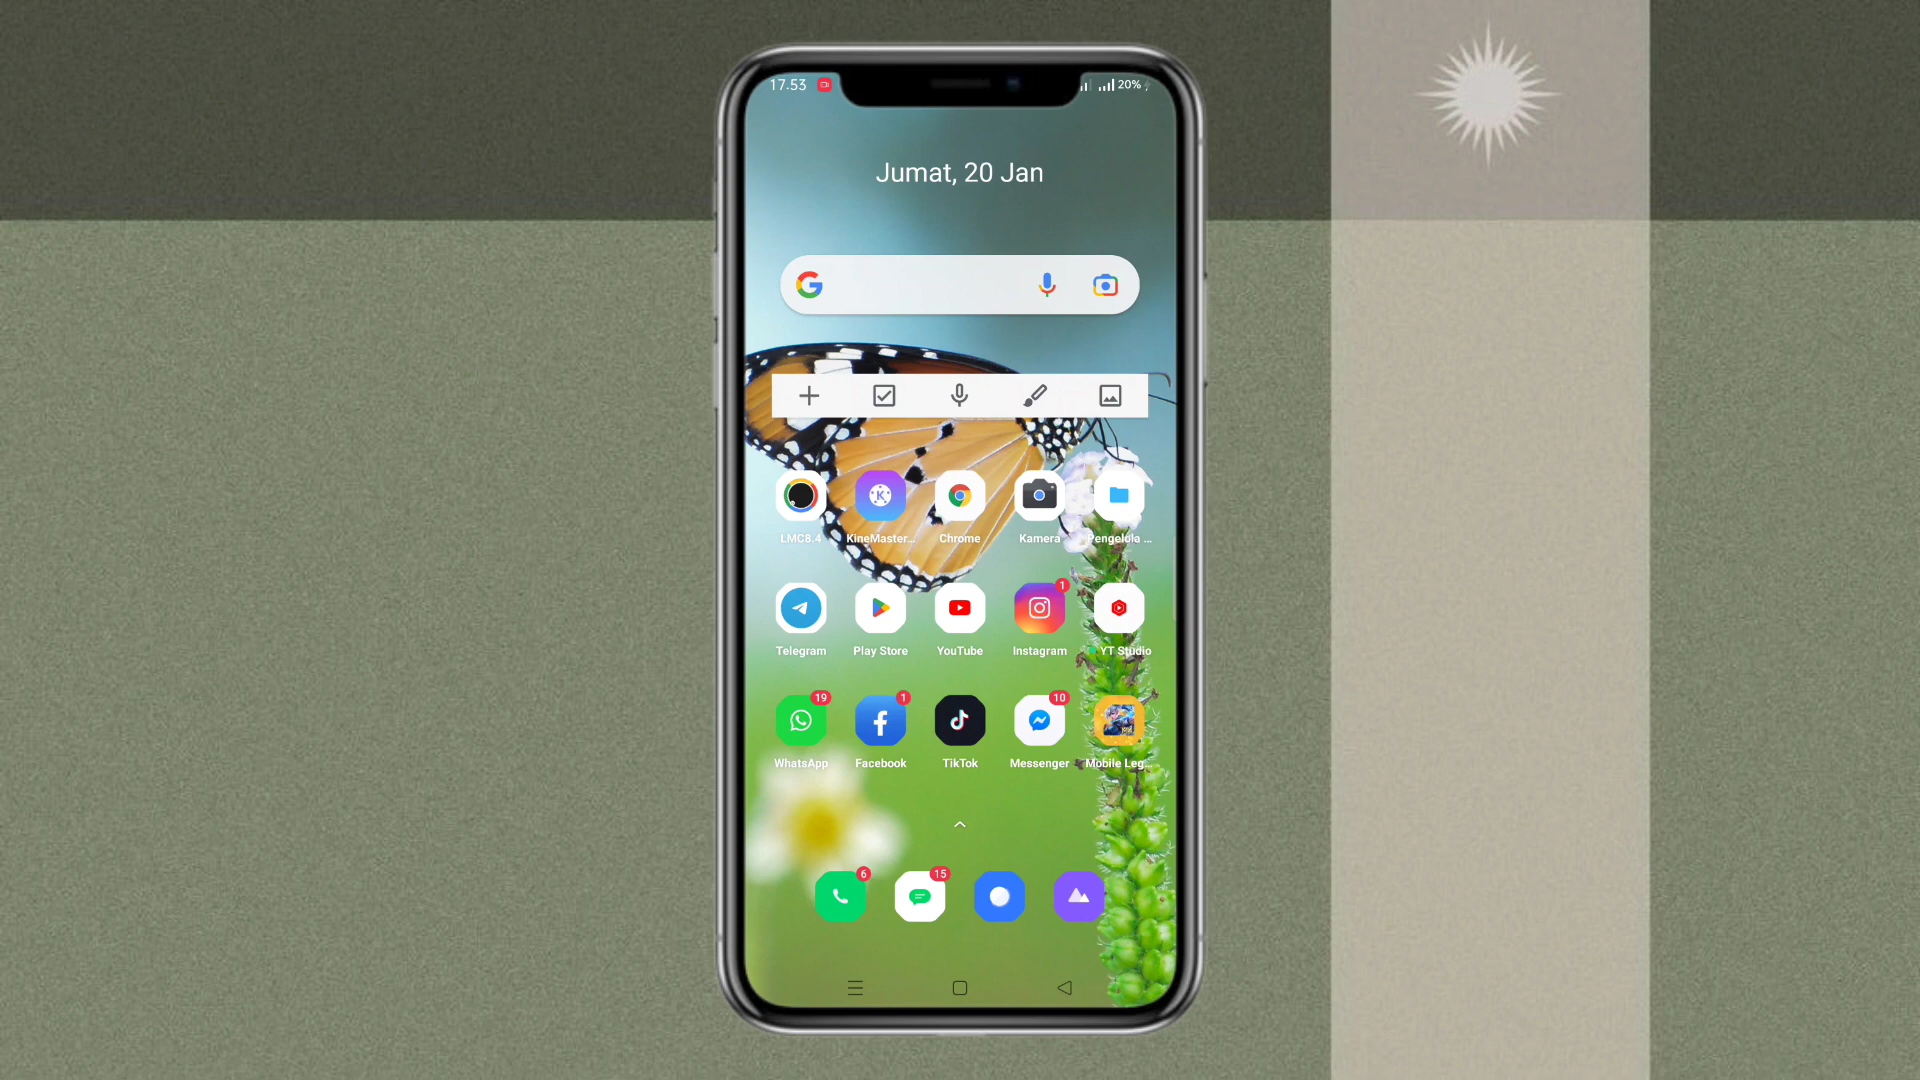 17.53 20%
Jumat, 20 Jan
LMC8.4 KineMaster... Chrome Kamera Pengelola ...
1
Telegram Play Store YouTube Instagram YT Studio
19 1 10
WhatsApp Facebook TikTok Messenger Mobile Leg...
6 15